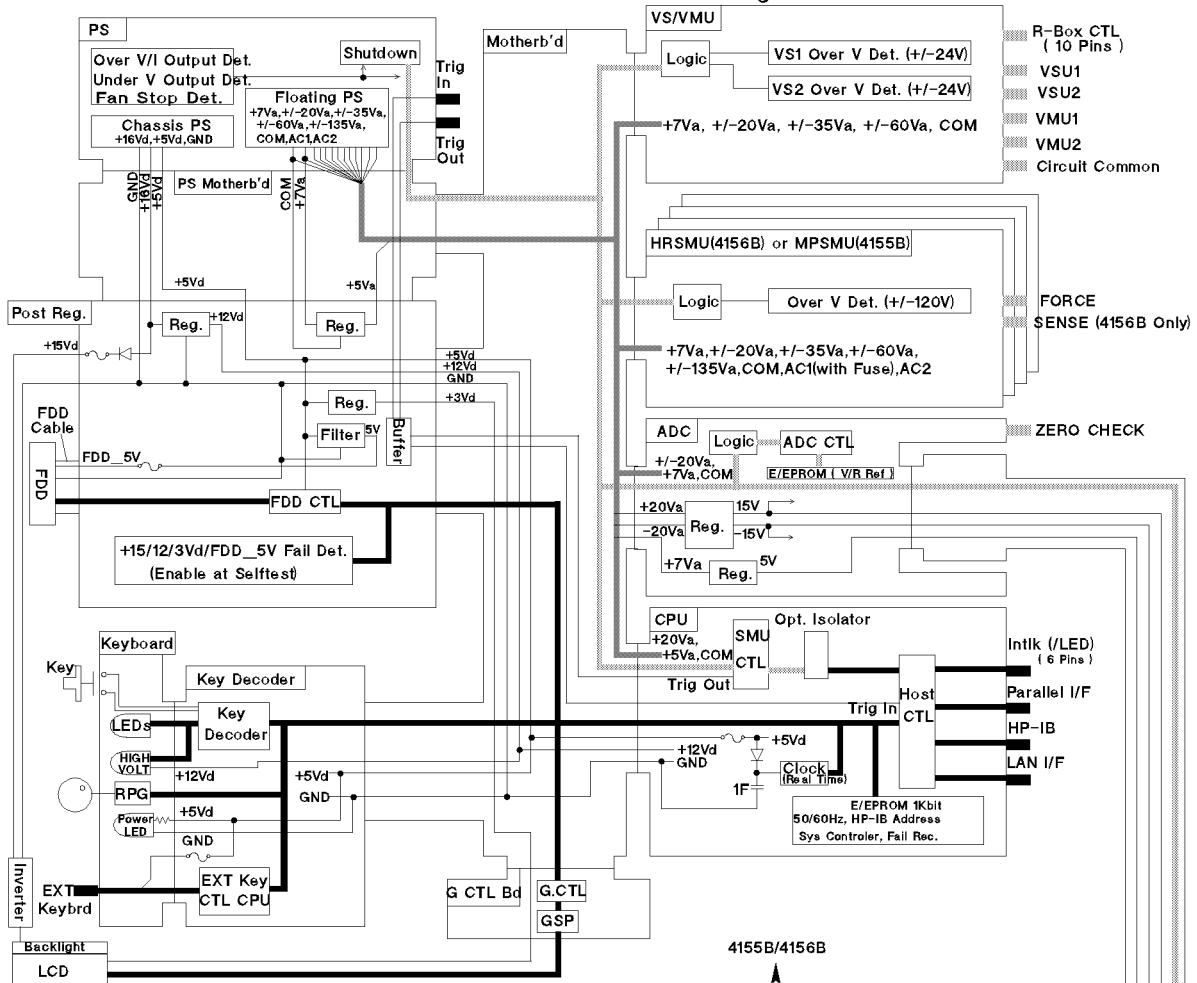 PS
Over V/I Output Det.
Under V Output Det.
Fan Stop Det.
Shutdown
Trig
In
Trig
Out
Chassis PS
+16Vd,+5Vd,GND
Floating PS
+7Va,+/-20Va,+/-35Va,
+/-60Va,+/-135Va,
COM,AC1,AC2
PS Motherb'd
Motherb'd
GND
+16Vd
+5Vd
COM
+7Va
+5Vd
+5Va
VS/VMU
Logic
VS1 Over V Det. (+/-24V)
VS2 Over V Det. (+/-24V)
+7Va, +/-20Va, +/-35Va, +/-60Va, COM
R-Box CTL
( 10 Pins )
VSU1
VSU2
VMU1
VMU2
Circuit Common
HRSMU(4156B) or MPSMU(4155B)
Logic
Over V Det. (+/-120V)
+7Va,+/-20Va,+/-35Va,+/-60Va,
+/-135Va,COM,AC1(with Fuse),AC2
FORCE
SENSE (4156B Only)
Post Reg.
Reg.
+12Vd
Reg.
+15Vd
+5Vd
+12Vd
GND
Reg.
+3Vd
Filter
5V
Buffer
FDD
Cable
FDD
FDD_5V
FDD CTL
+15/12/3Vd/FDD__5V Fail Det.
(Enable at Selftest)
ADC
Logic
ADC CTL
E/EPROM ( V/R Ref )
+/-20Va,
+7Va,COM
ZERO CHECK
+20Va
-20Va
Reg.
15V
-15V
+7Va
Reg.
5V
CPU
+20Va,
+5Va,COM
SMU
CTL
Opt. Isolator
Trig Out
Trig In
Host
CTL
Intlk (/LED)
( 6 Pins )
Parallel I/F
HP-IB
LAN I/F
+5Vd
+12Vd
GND
1F
Clock
(Real Time)
E/EPROM 1Kbit
50/60Hz, HP-IB Address
Sys Controler, Fail Rec.
Keyboard
Key
Key Decoder
LEDs
Key
Decoder
HIGH
VOLT
+12Vd
RPG
+5Vd
GND
Power
LED
+5Vd
GND
EXT
Keybrd
EXT Key
CTL CPU
Inverter
Backlight
LCD
G CTL Bd
G.CTL
GSP
4155B/4156B